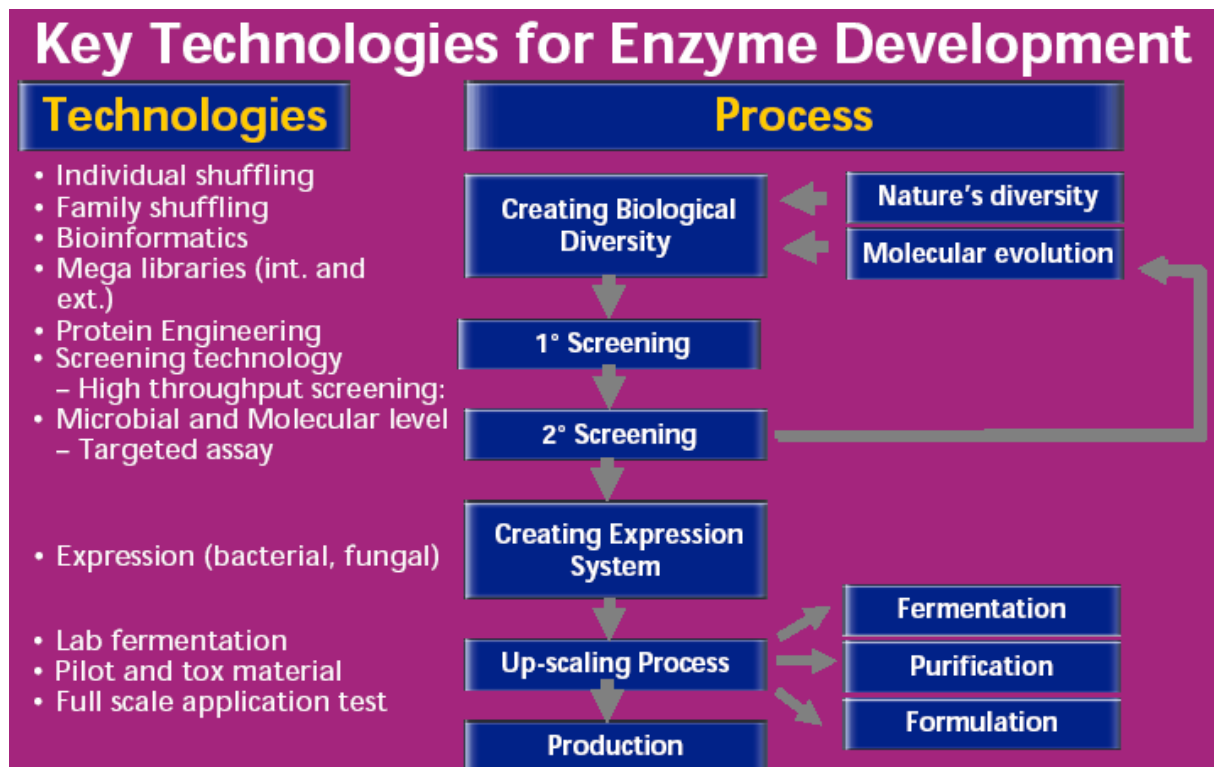 Key Technologies for Enzyme Development
Technologies
• Individual shuffling
• Family shuffling
• Bioinformatics
• Mega libraries (int. and
ext.)
• Protein Engineering
• Screening technology
– High throughput screening:
• Microbial and Molecular level
– Targeted assay
• Expression (bacterial, fungal)
• Lab fermentation
• Pilot and tox material
• Full scale application test
Process
Creating Biological
Diversity
Nature's diversity
Molecular evolution
1° Screening
2° Screening
Creating Expression
System
Up-scaling Process
Fermentation
Purification
Formulation
Production